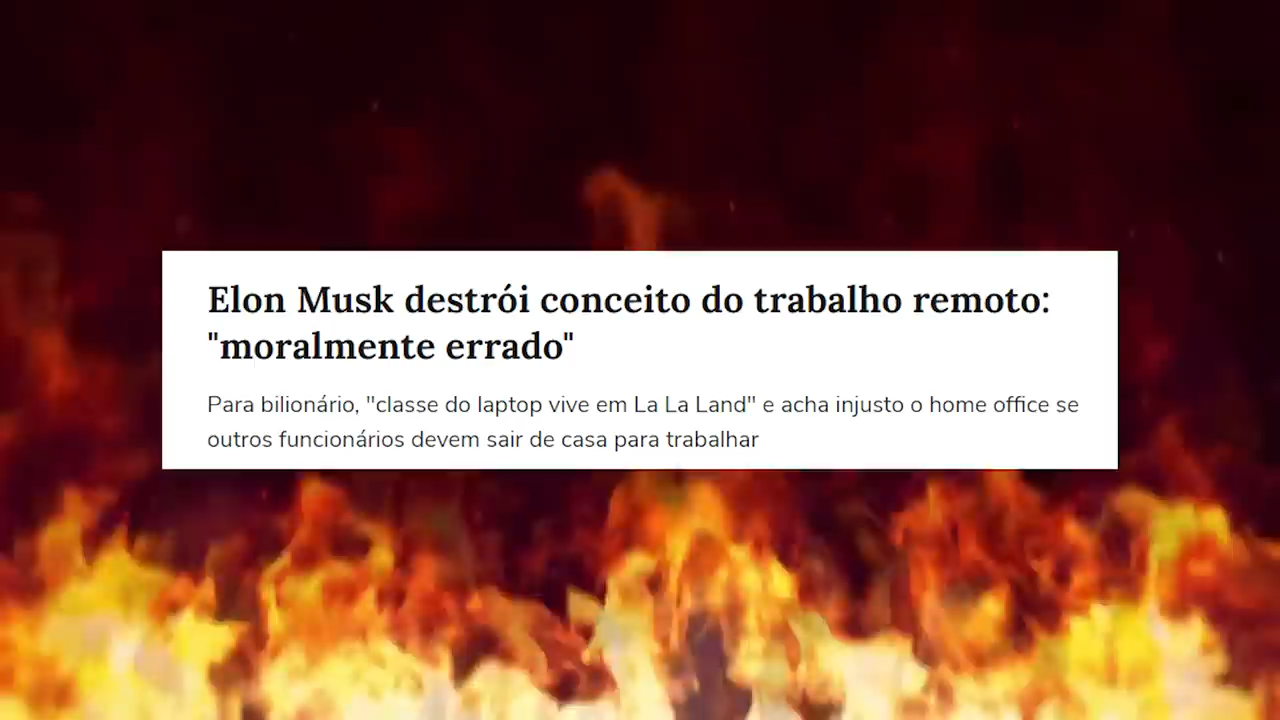 Elon Musk destrói conceito do trabalho remoto:
"moralmente errado"
Para bilionário, "classe do laptop vive em La La Land" e acha injusto o home office se
outros funcionários devem sair de casa para trabalhar